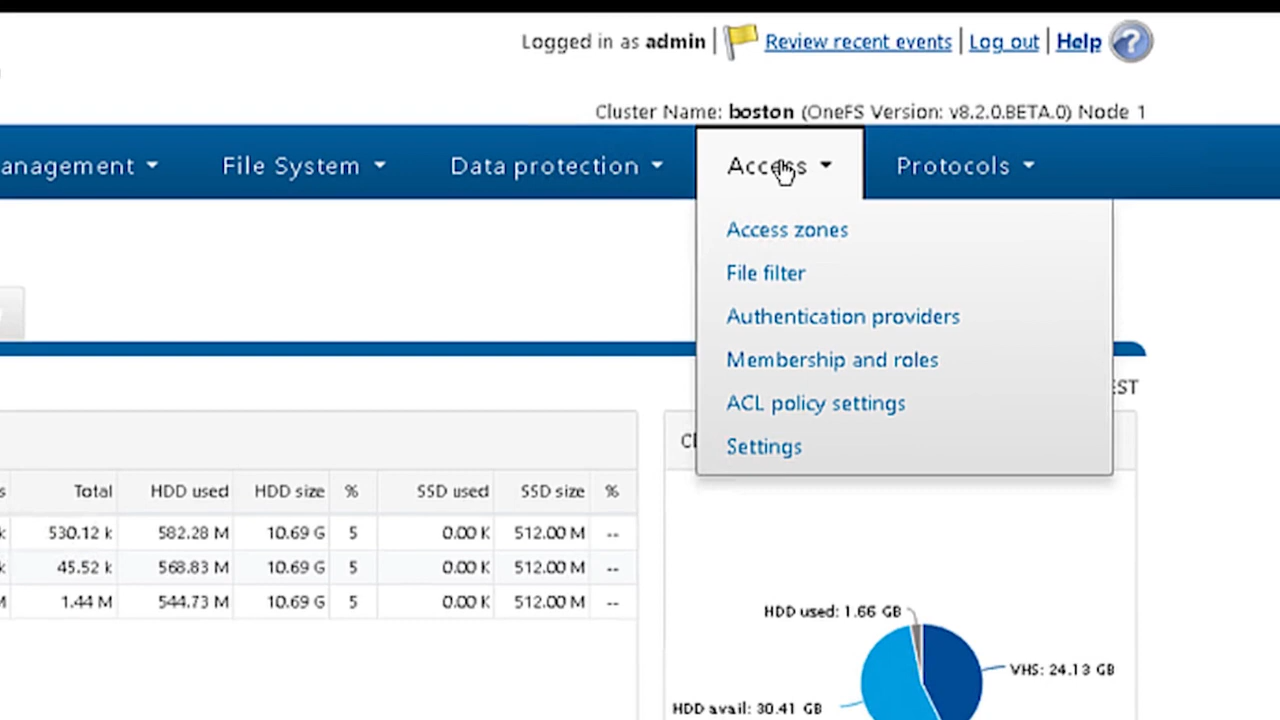 Logged in as admin | Review recent events | Log out | Help ?
Cluster Name: boston (OneFS Version: v8.2.0.BETA.0) Node 1
anagement File System Data protection Access Protocols
Access zones
File filter
Authentication providers
Membership and roles
ACL policy settings
Settings
EST
Cl
s Total HDD used HDD size % SSD used SSD size %
k 530.12 k 582.28 M 10.69 G 5 0.00 K 512.00 M --
k 45.52 k 568.83 M 10.69 G 5 0.00 K 512.00 M --
M 1.44 M 544.73 M 10.69 G 5 0.00 K 512.00 M --
HDD used: 1.66 GB
VHS: 24.13 GB
HDD avail: 30.41 GB